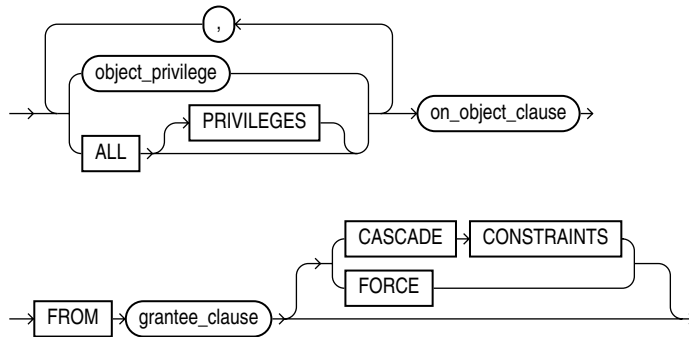 ,
object_privilege
ALL PRIVILEGES
on_object_clause
CASCADE CONSTRAINTS
FORCE
FROM grantee_clause